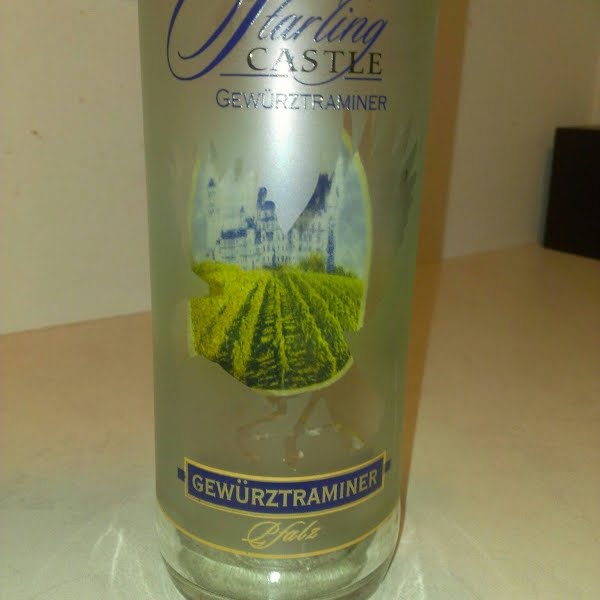 Starling
CASTLE
GEWÜRZTRAMINER
GEWÜRZTRAMINER
Pfalz